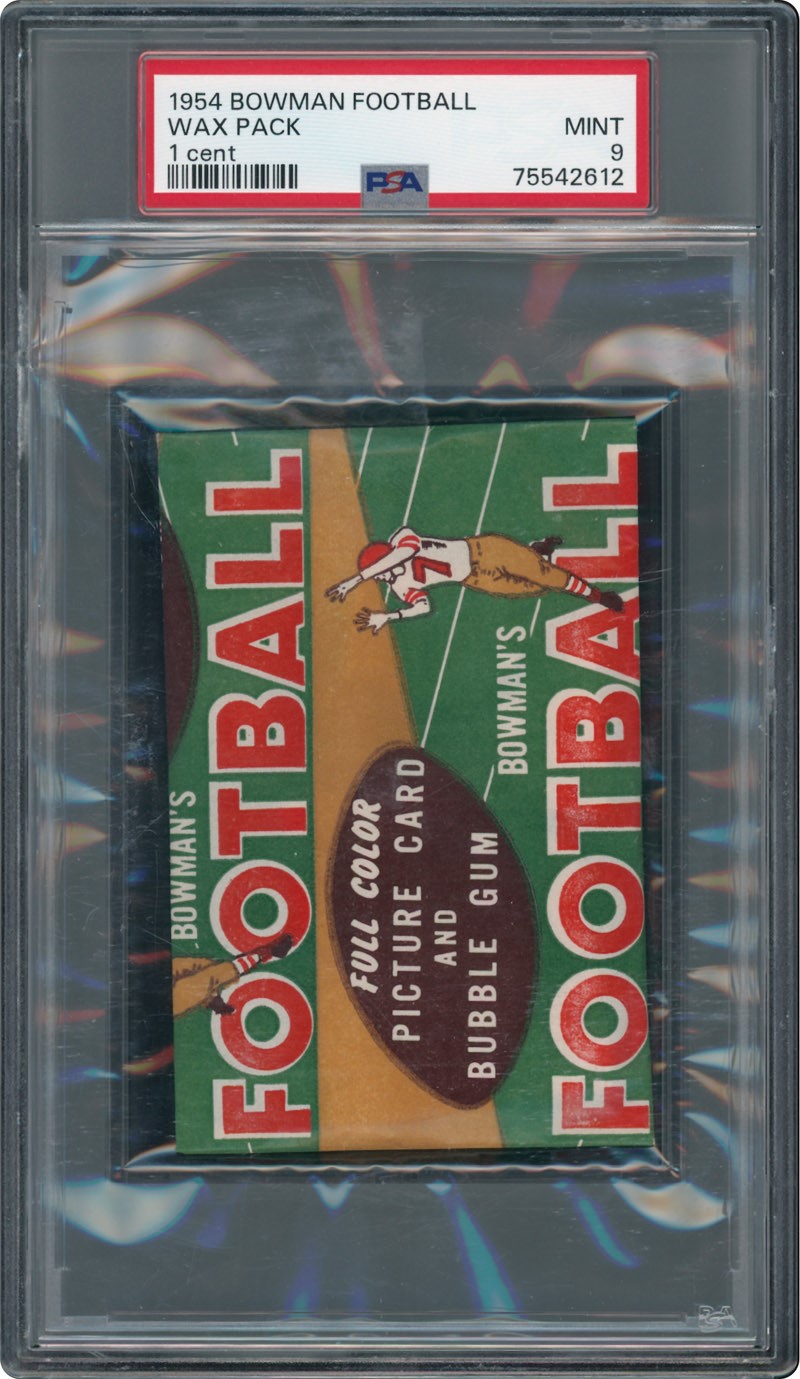 1954 BOWMAN FOOTBALL
WAX PACK MINT
1 cent 9
PSA 75542612
BOWMAN'S
FOOTBALL
7
FULL COLOR
PICTURE CARD
AND
BUBBLE GUM
BOWMAN'S
FOOTBALL
PSA